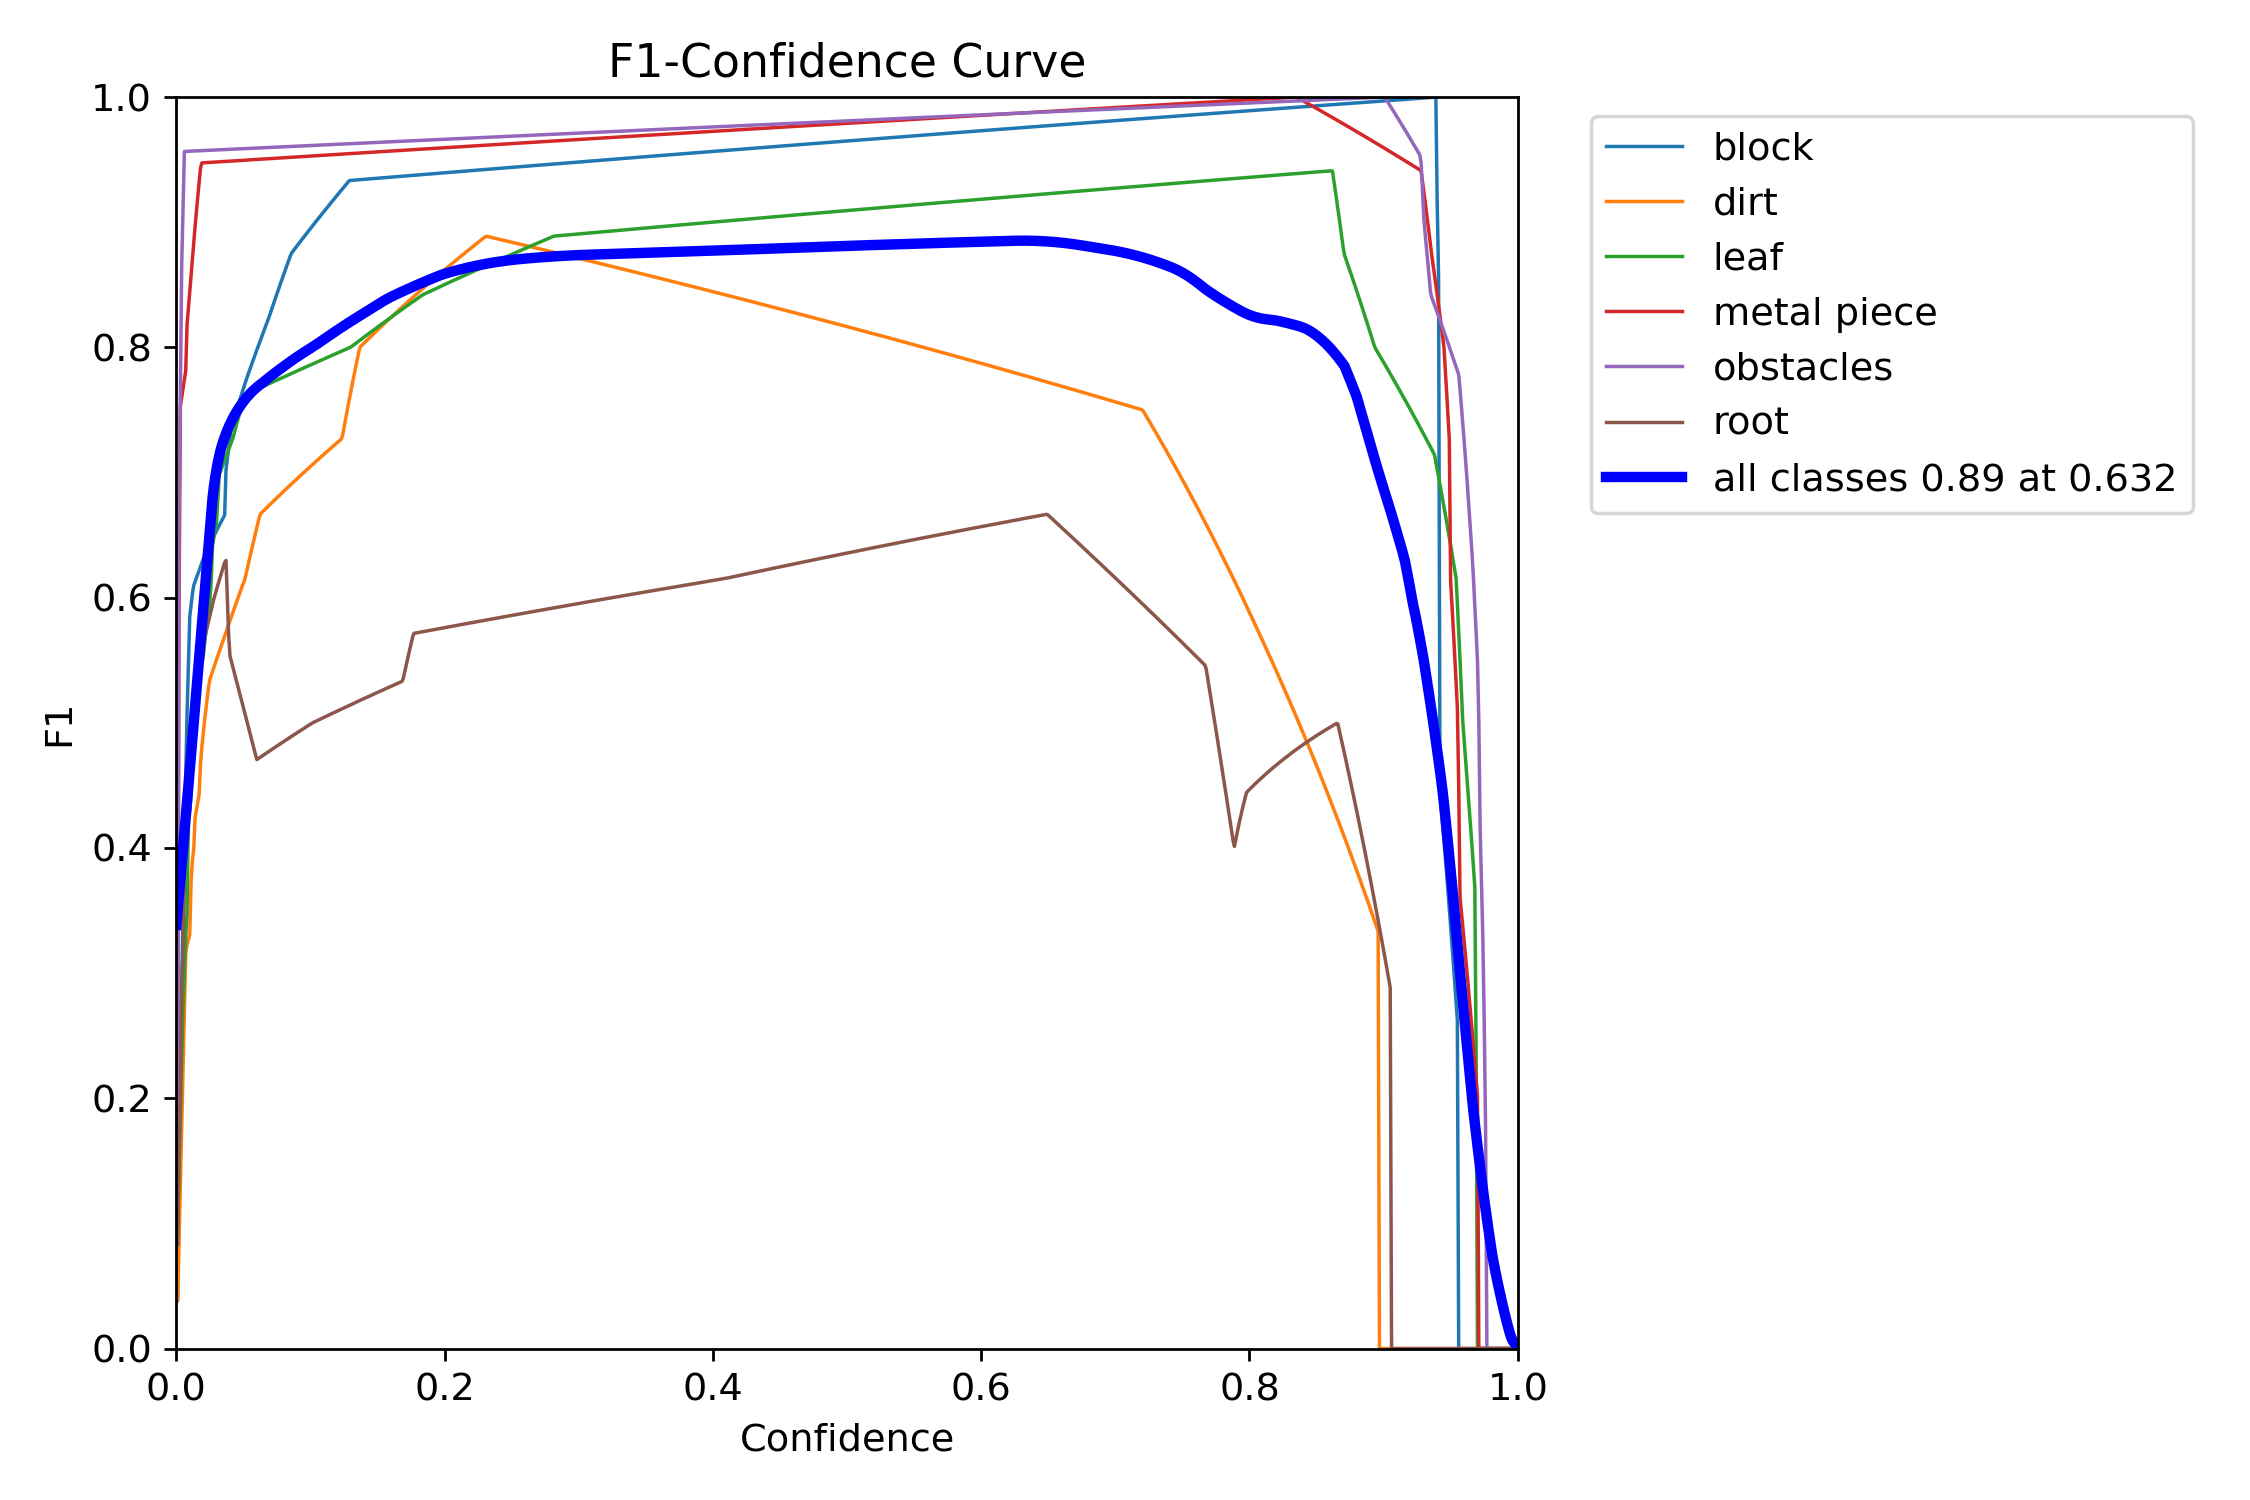 F1-Confidence Curve
1.0
0.8
0.6
0.4
0.2
0.0
F1
0.0 0.2 0.4 0.6 0.8 1.0
Confidence
block
dirt
leaf
metal piece
obstacles
root
all classes 0.89 at 0.632